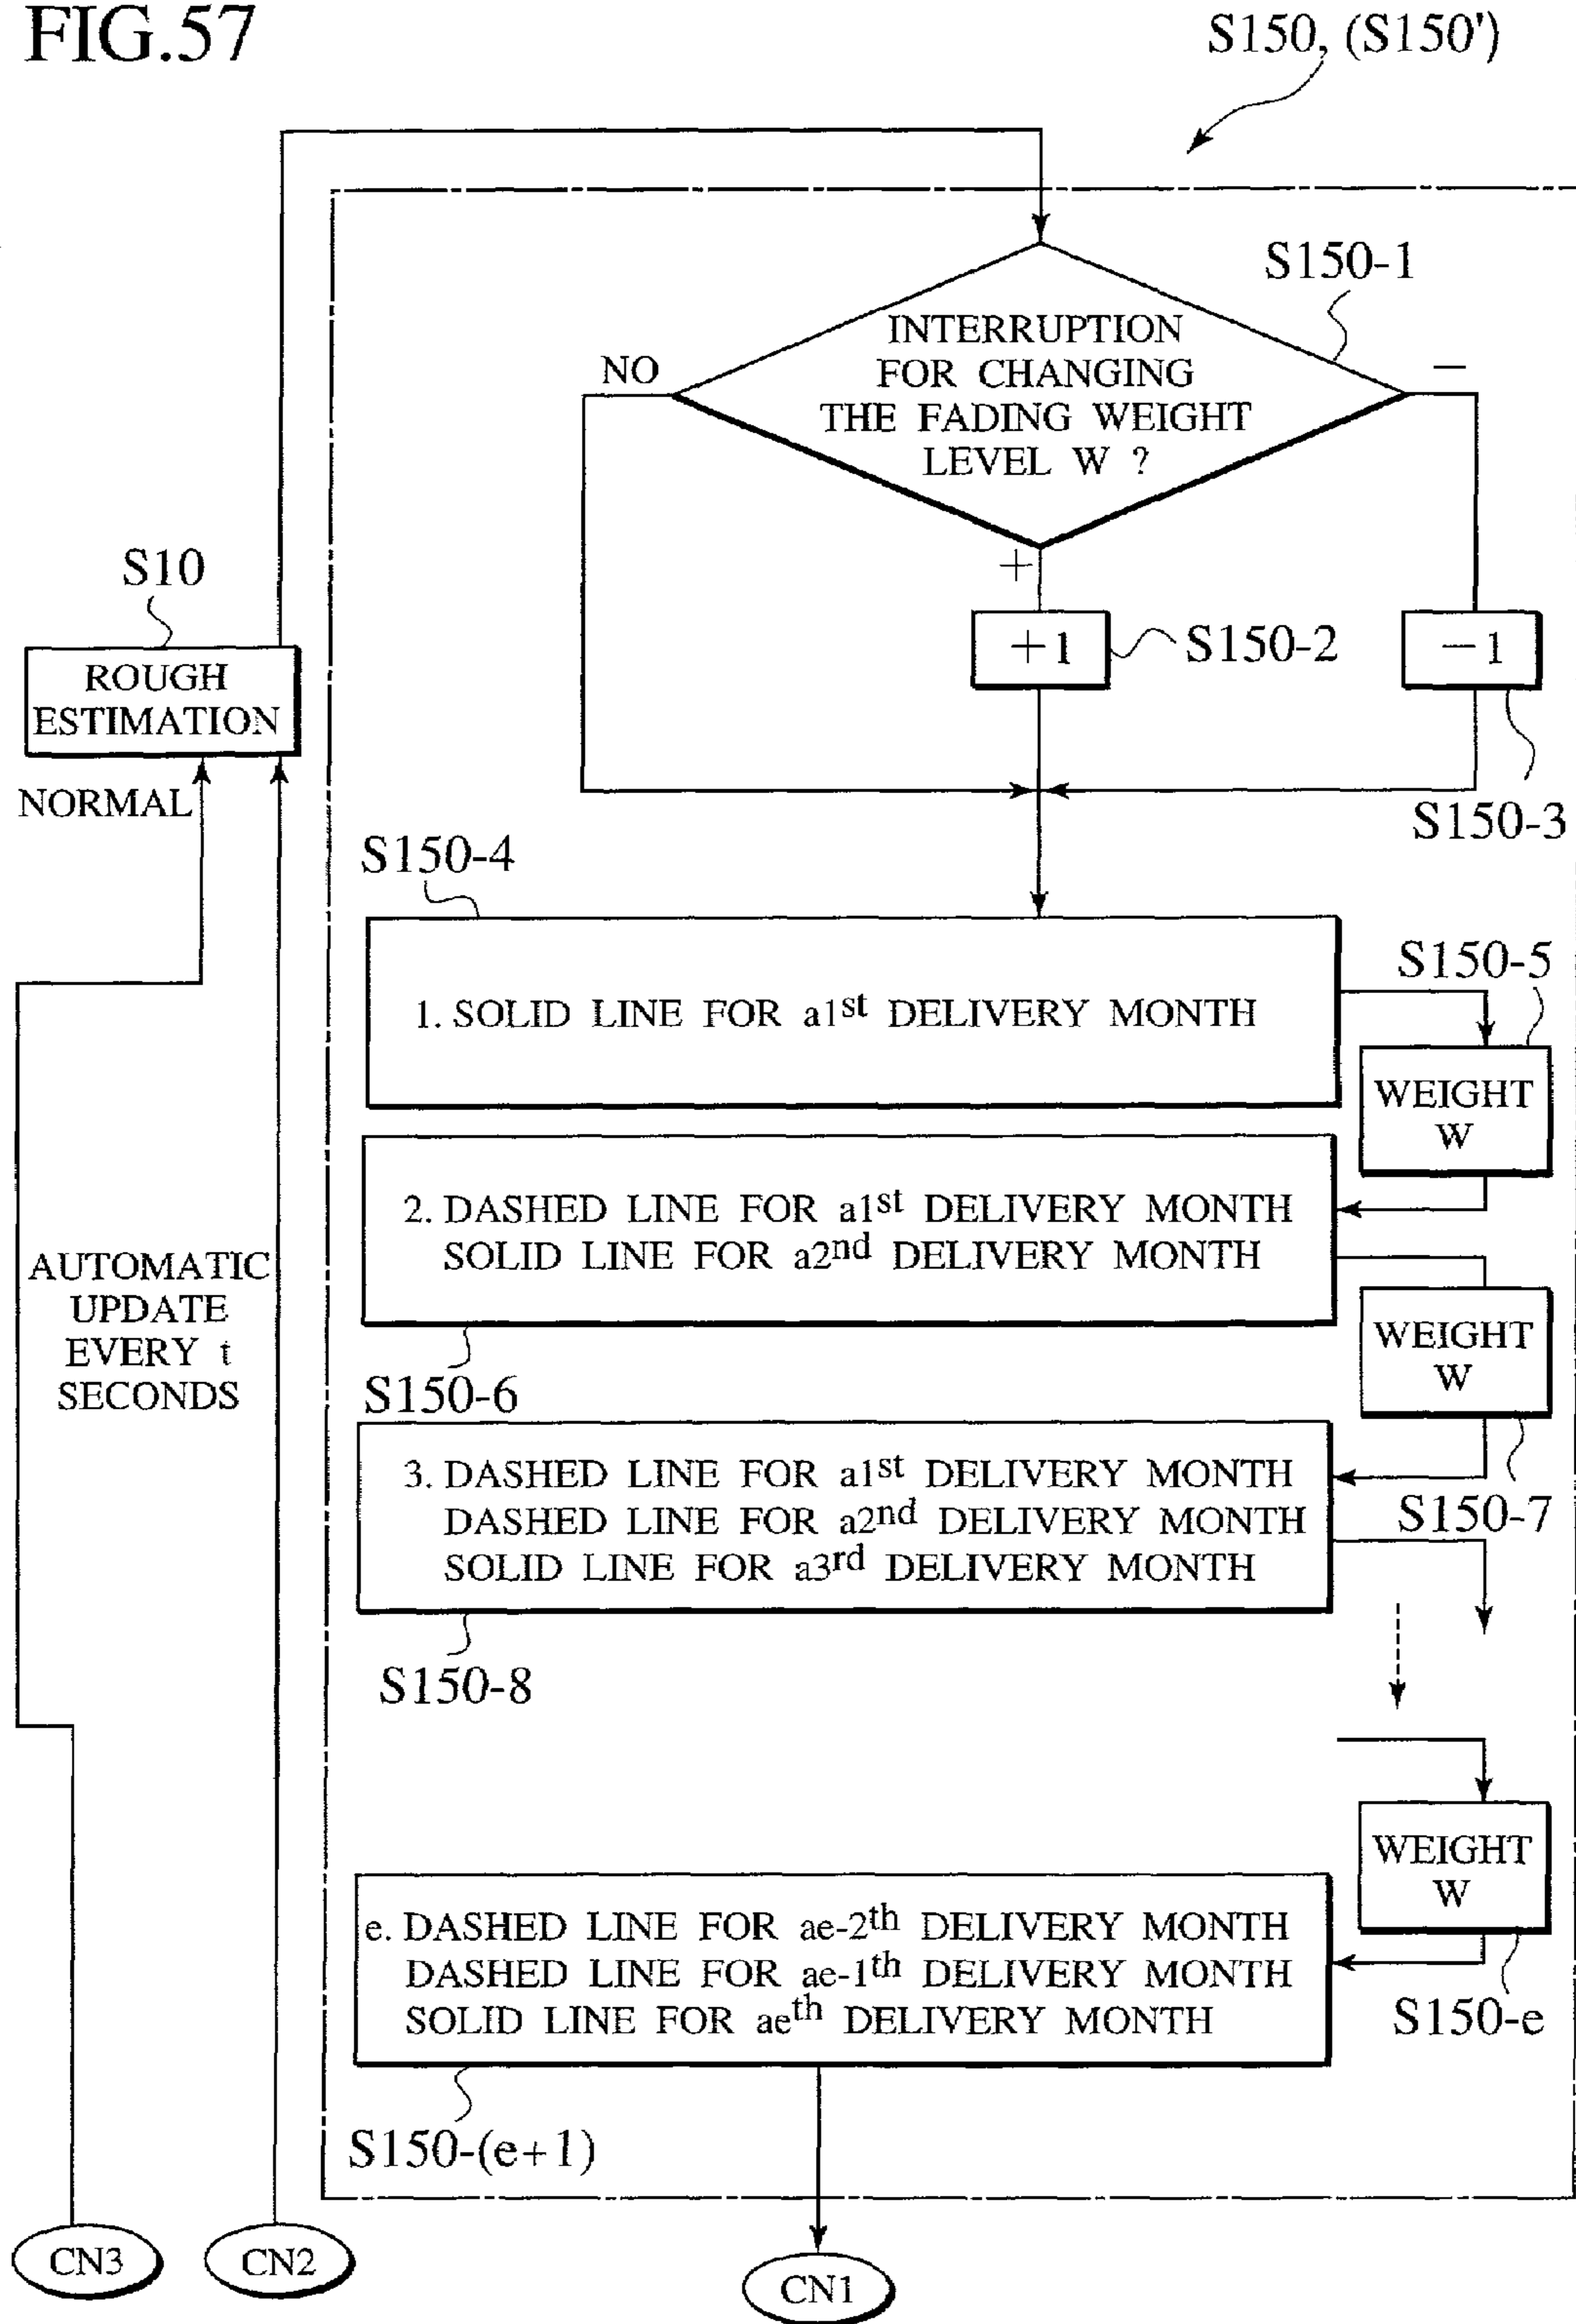 FIG.57
S150, (S150')
S150-1
INTERRUPTION
FOR CHANGING
THE FADING WEIGHT
LEVEL W ?
NO
—
+
S10
ROUGH
ESTIMATION
+1
S150-2
−1
S150-3
NORMAL
S150-4
1. SOLID LINE FOR a1st DELIVERY MONTH
S150-5
WEIGHT
W
2. DASHED LINE FOR a1st DELIVERY MONTH
SOLID LINE FOR a2nd DELIVERY MONTH
S150-6
WEIGHT
W
S150-7
AUTOMATIC
UPDATE
EVERY t
SECONDS
3. DASHED LINE FOR a1st DELIVERY MONTH
DASHED LINE FOR a2nd DELIVERY MONTH
SOLID LINE FOR a3rd DELIVERY MONTH
S150-8
WEIGHT
W
S150-e
e. DASHED LINE FOR ae-2th DELIVERY MONTH
DASHED LINE FOR ae-1th DELIVERY MONTH
SOLID LINE FOR aeth DELIVERY MONTH
S150-(e+1)
CN3
CN2
CN1